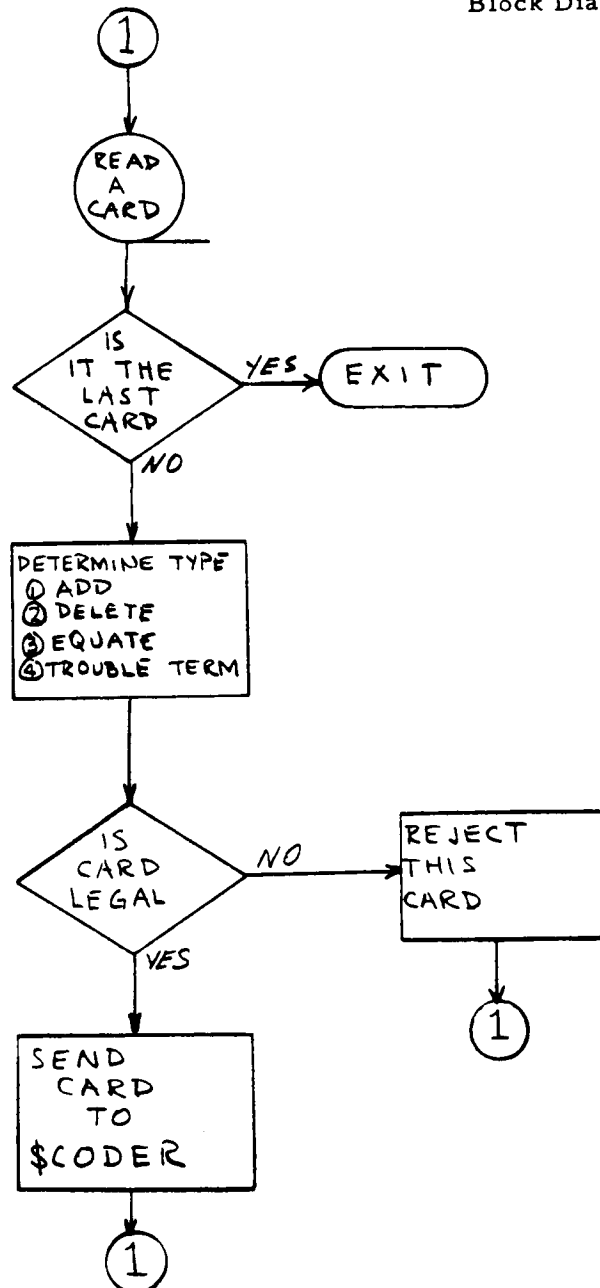 Block Dia
1
READ
A
CARD
IS
IT THE
LAST
CARD
YES
EXIT
NO
DETERMINE TYPE
① ADD
② DELETE
③ EQUATE
④ TROUBLE TERM
IS
CARD
LEGAL
NO
REJECT
THIS
CARD
1
YES
SEND
CARD
TO
$CODER
1